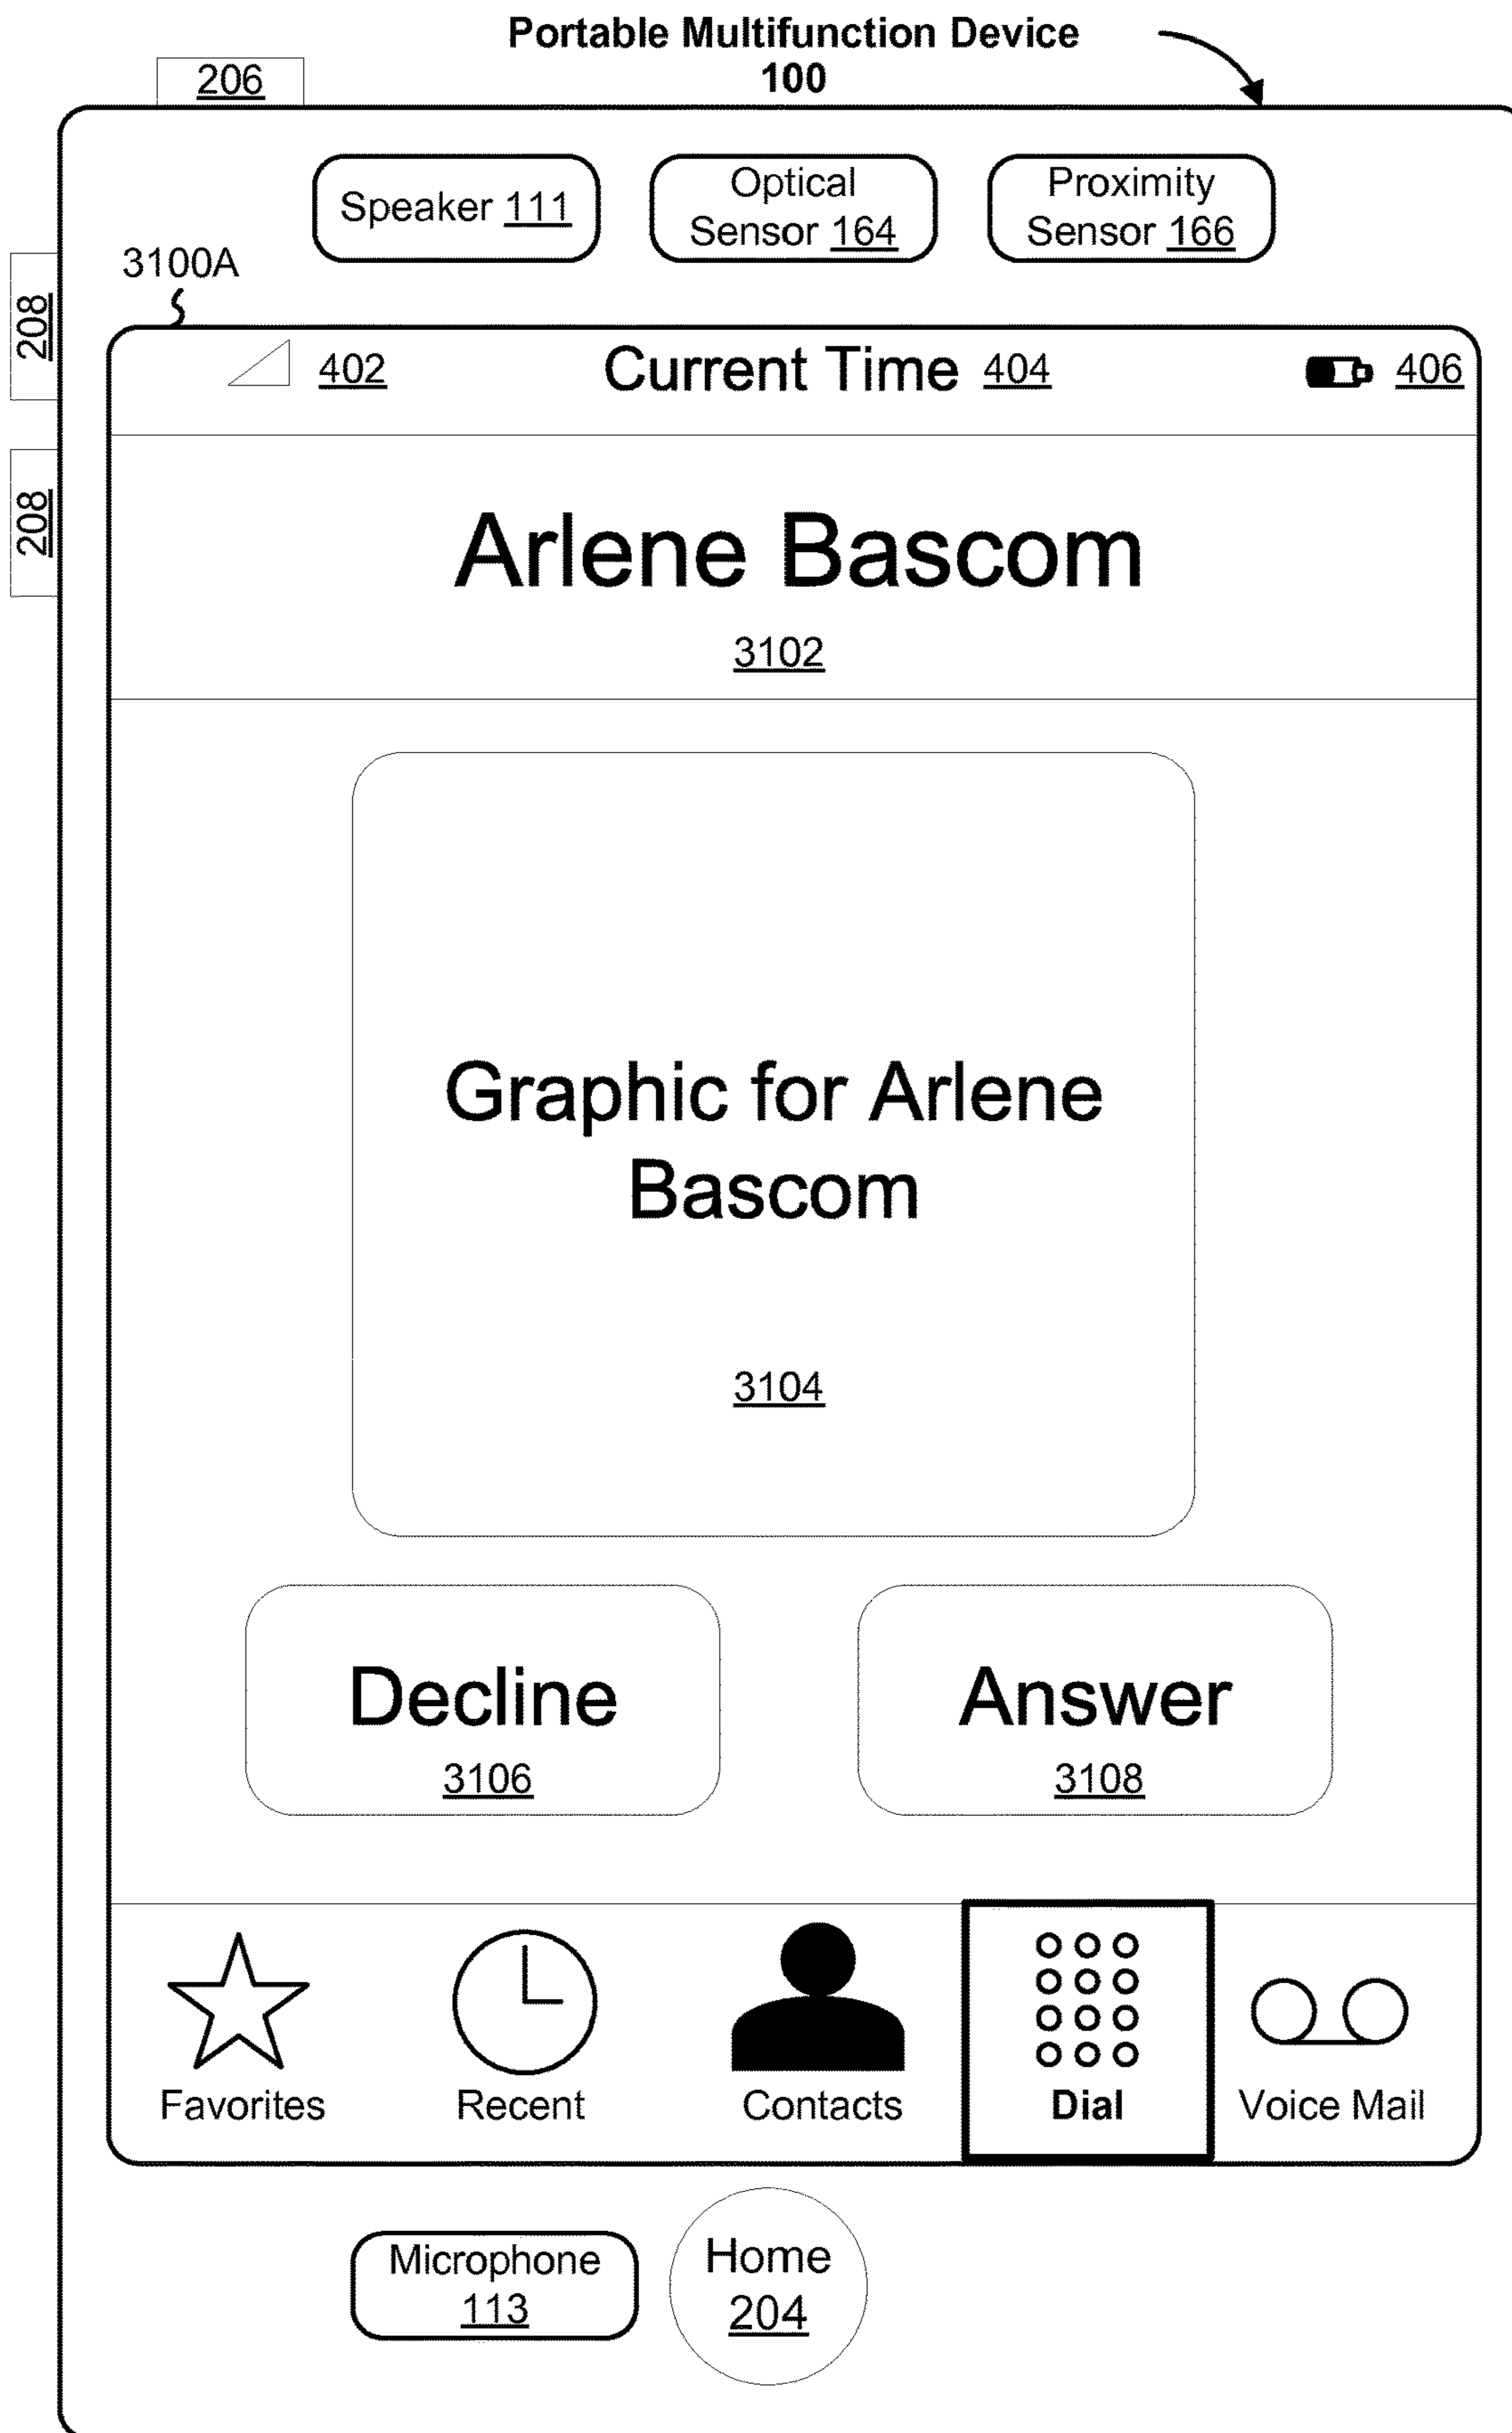 Portable Multifunction Device
100
206
Speaker 111
Optical
Sensor 164
Proximity
Sensor 166
3100A
208
208
402
Current Time 404
406
Arlene Bascom
3102
Graphic for Arlene
Bascom
3104
Decline
3106
Answer
3108
Favorites
Recent
Contacts
Dial
Voice Mail
Microphone
113
Home
204